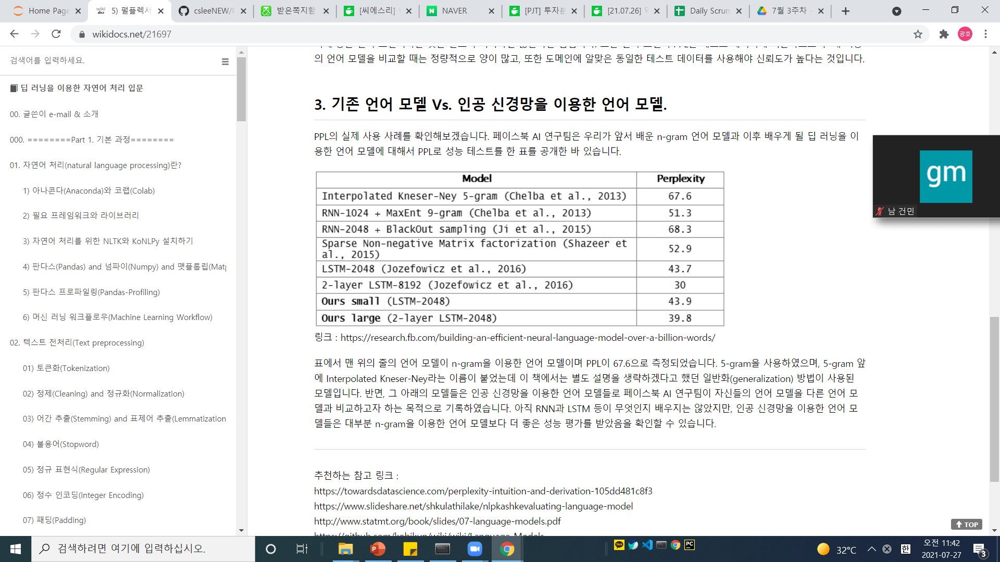 Home Page
5) 펄플렉서
csleeNEW/P
받은쪽지함
[씨에스리]
NAVER
[PJT] 투자분
[21.07.26]
Daily Scrum
7월 3주차 -
wikidocs.net/21697
광호
검색어를 입력하세요.
딥 러닝을 이용한 자연어 처리 입문
00. 글쓴이 e-mail & 소개
000. ========Part 1. 기본 과정========
01. 자연어 처리(natural language processing)란?
1) 아나콘다(Anaconda)와 코랩(Colab)
2) 필요 프레임워크와 라이브러리
3) 자연어 처리를 위한 NLTK와 KoNLPy 설치하기
4) 판다스(Pandas) and 넘파이(Numpy) and 맷플롭립(Matp
5) 판다스 프로파일링(Pandas-Profiling)
6) 머신 러닝 워크플로우(Machine Learning Workflow)
02. 텍스트 전처리(Text preprocessing)
01) 토큰화(Tokenization)
02) 정제(Cleaning) and 정규화(Normalization)
03) 어간 추출(Stemming) and 표제어 추출(Lemmatization
04) 불용어(Stopword)
05) 정규 표현식(Regular Expression)
06) 정수 인코딩(Integer Encoding)
07) 패딩(Padding)
의 언어 모델을 비교할 때는 정량적으로 양이 많고, 또한 도메인에 알맞은 동일한 테스트 데이터를 사용해야 신뢰도가 높다는 것입니다.
3. 기존 언어 모델 Vs. 인공 신경망을 이용한 언어 모델.
PPL의 실제 사용 사례를 확인해보겠습니다. 페이스북 AI 연구팀은 우리가 앞서 배운 n-gram 언어 모델과 이후 배우게 될 딥 러닝을 이
용한 언어 모델에 대해서 PPL로 성능 테스트를 한 표를 공개한 바 있습니다.
Model Perplexity
Interpolated Kneser-Ney 5-gram (Chelba et al., 2013) 67.6
RNN-1024 + MaxEnt 9-gram (Chelba et al., 2013) 51.3
RNN-2048 + BlackOut sampling (Ji et al., 2015) 68.3
Sparse Non-negative Matrix factorization (Shazeer et
al., 2015) 52.9
LSTM-2048 (Jozefowicz et al., 2016) 43.7
2-layer LSTM-8192 (Jozefowicz et al., 2016) 30
Ours small (LSTM-2048) 43.9
Ours large (2-layer LSTM-2048) 39.8
링크 : https://research.fb.com/building-an-efficient-neural-language-model-over-a-billion-words/
표에서 맨 위의 줄의 언어 모델이 n-gram을 이용한 언어 모델이며 PPL이 67.6으로 측정되었습니다. 5-gram을 사용하였으며, 5-gram 앞
에 Interpolated Kneser-Ney라는 이름이 붙었는데 이 책에서는 별도 설명을 생략하겠다고 했던 일반화(generalization) 방법이 사용된
모델입니다. 반면, 그 아래의 모델들은 인공 신경망을 이용한 언어 모델들로 페이스북 AI 연구팀이 자신들의 언어 모델을 다른 언어 모
델과 비교하고자 하는 목적으로 기록하였습니다. 아직 RNN과 LSTM 등이 무엇인지 배우지는 않았지만, 인공 신경망을 이용한 언어 모
델들은 대부분 n-gram을 이용한 언어 모델보다 더 좋은 성능 평가를 받았음을 확인할 수 있습니다.
추천하는 참고 링크 :
https://towardsdatascience.com/perplexity-intuition-and-derivation-105dd481c8f3
https://www.slideshare.net/shkulathilake/nlpkashkevaluating-language-model
http://www.statmt.org/book/slides/07-language-models.pdf
https://github.com/kobikun/wiki/wiki/Language-Models
gm
남 건민
TOP
검색하려면 여기에 입력하십시오.
32°C
한
오전 11:42
2021-07-27
3